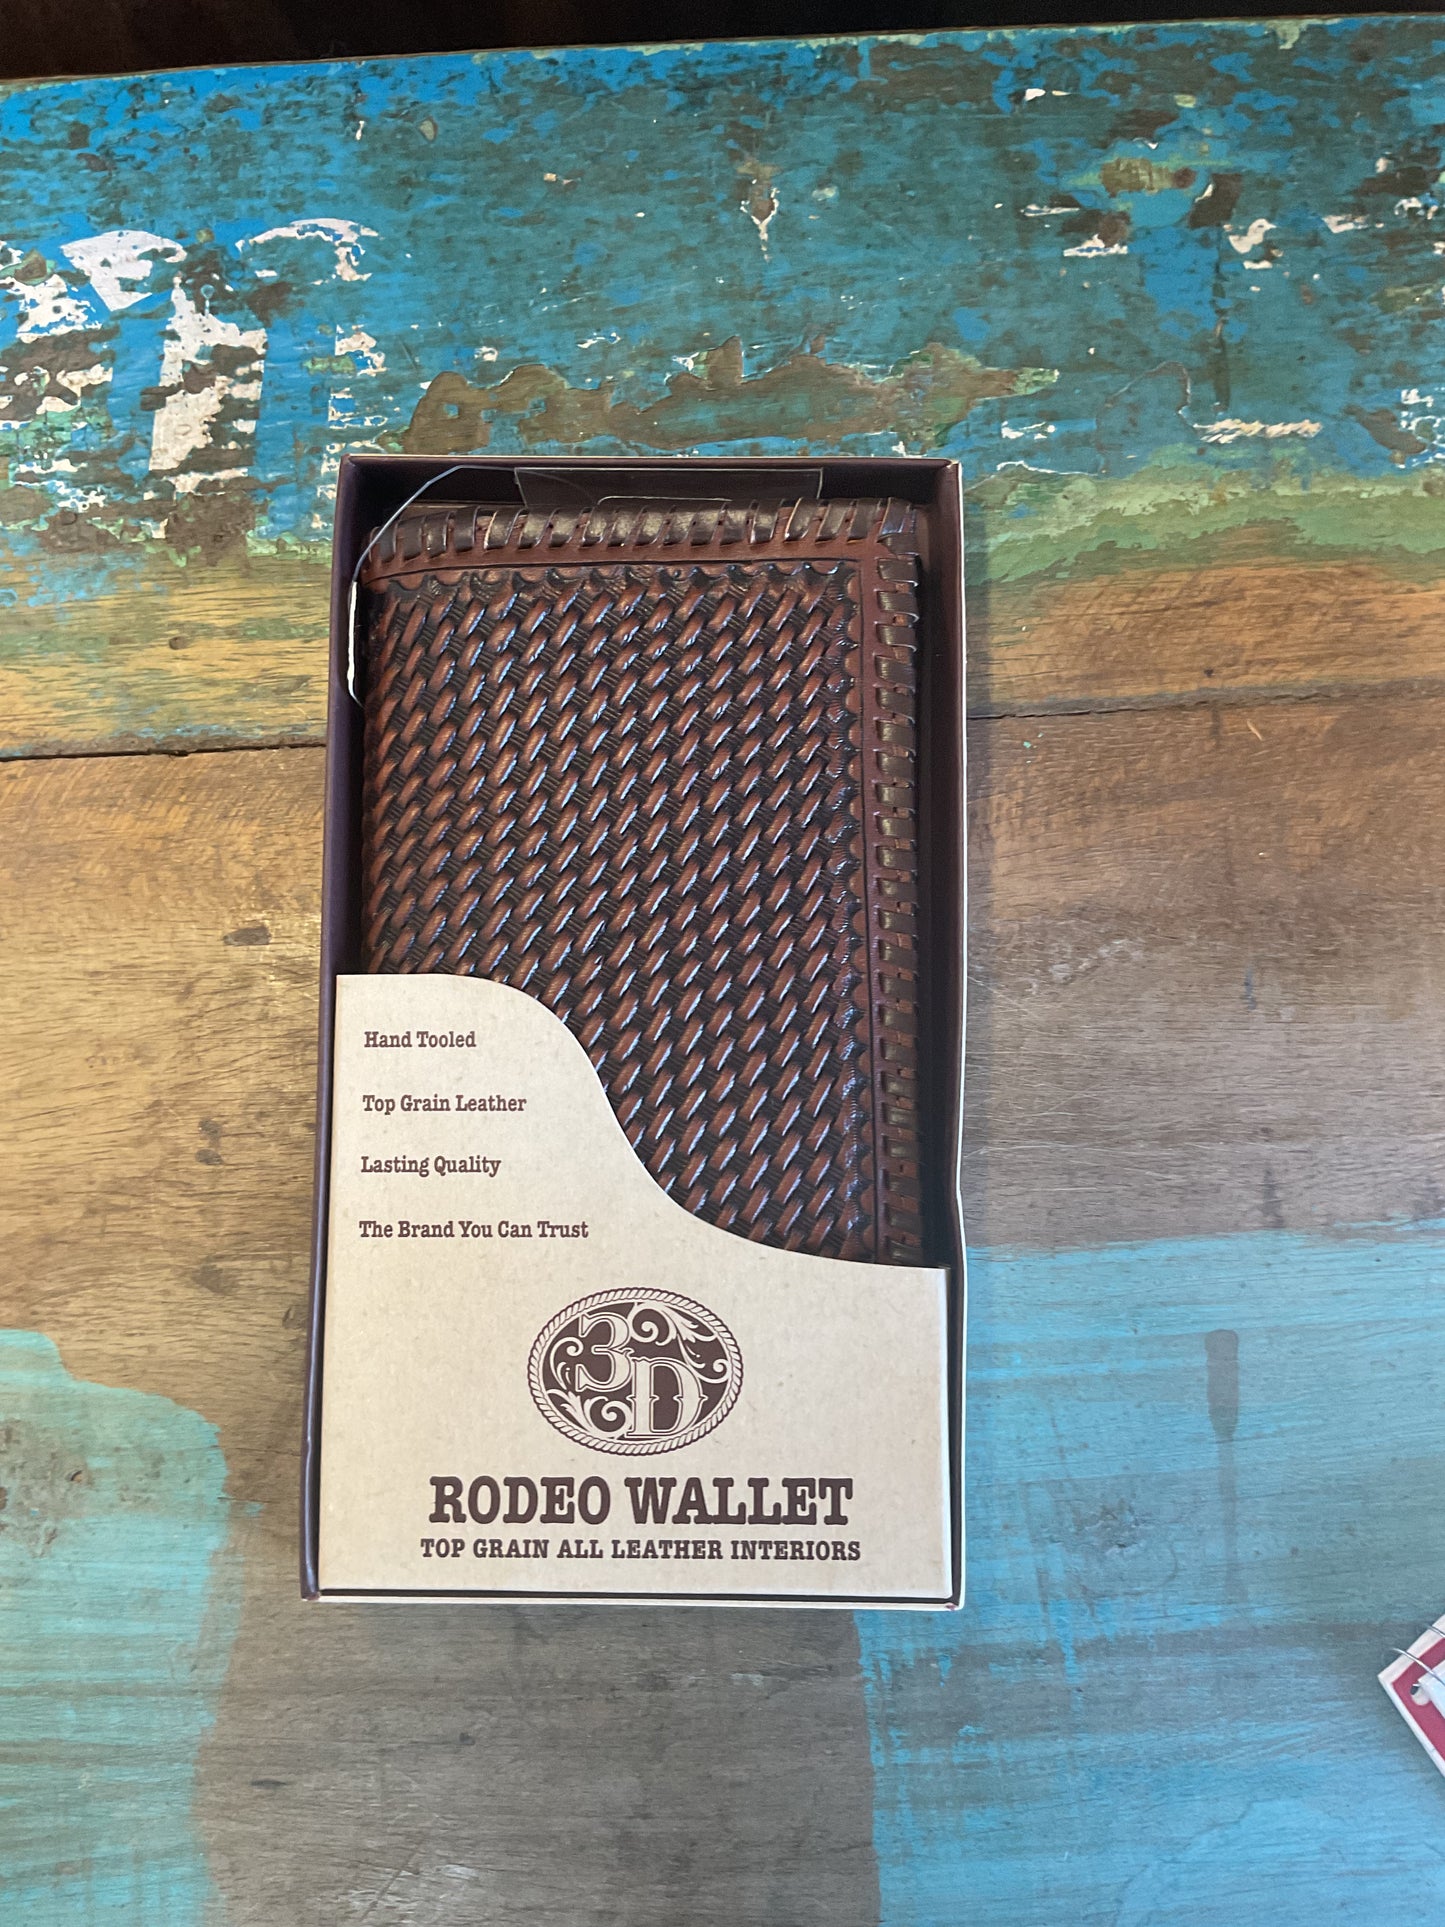 Hand Tooled
Top Grain Leather
Lasting Quality
The Brand You Can Trust
3D
RODEO WALLET
TOP GRAIN ALL LEATHER INTERIORS